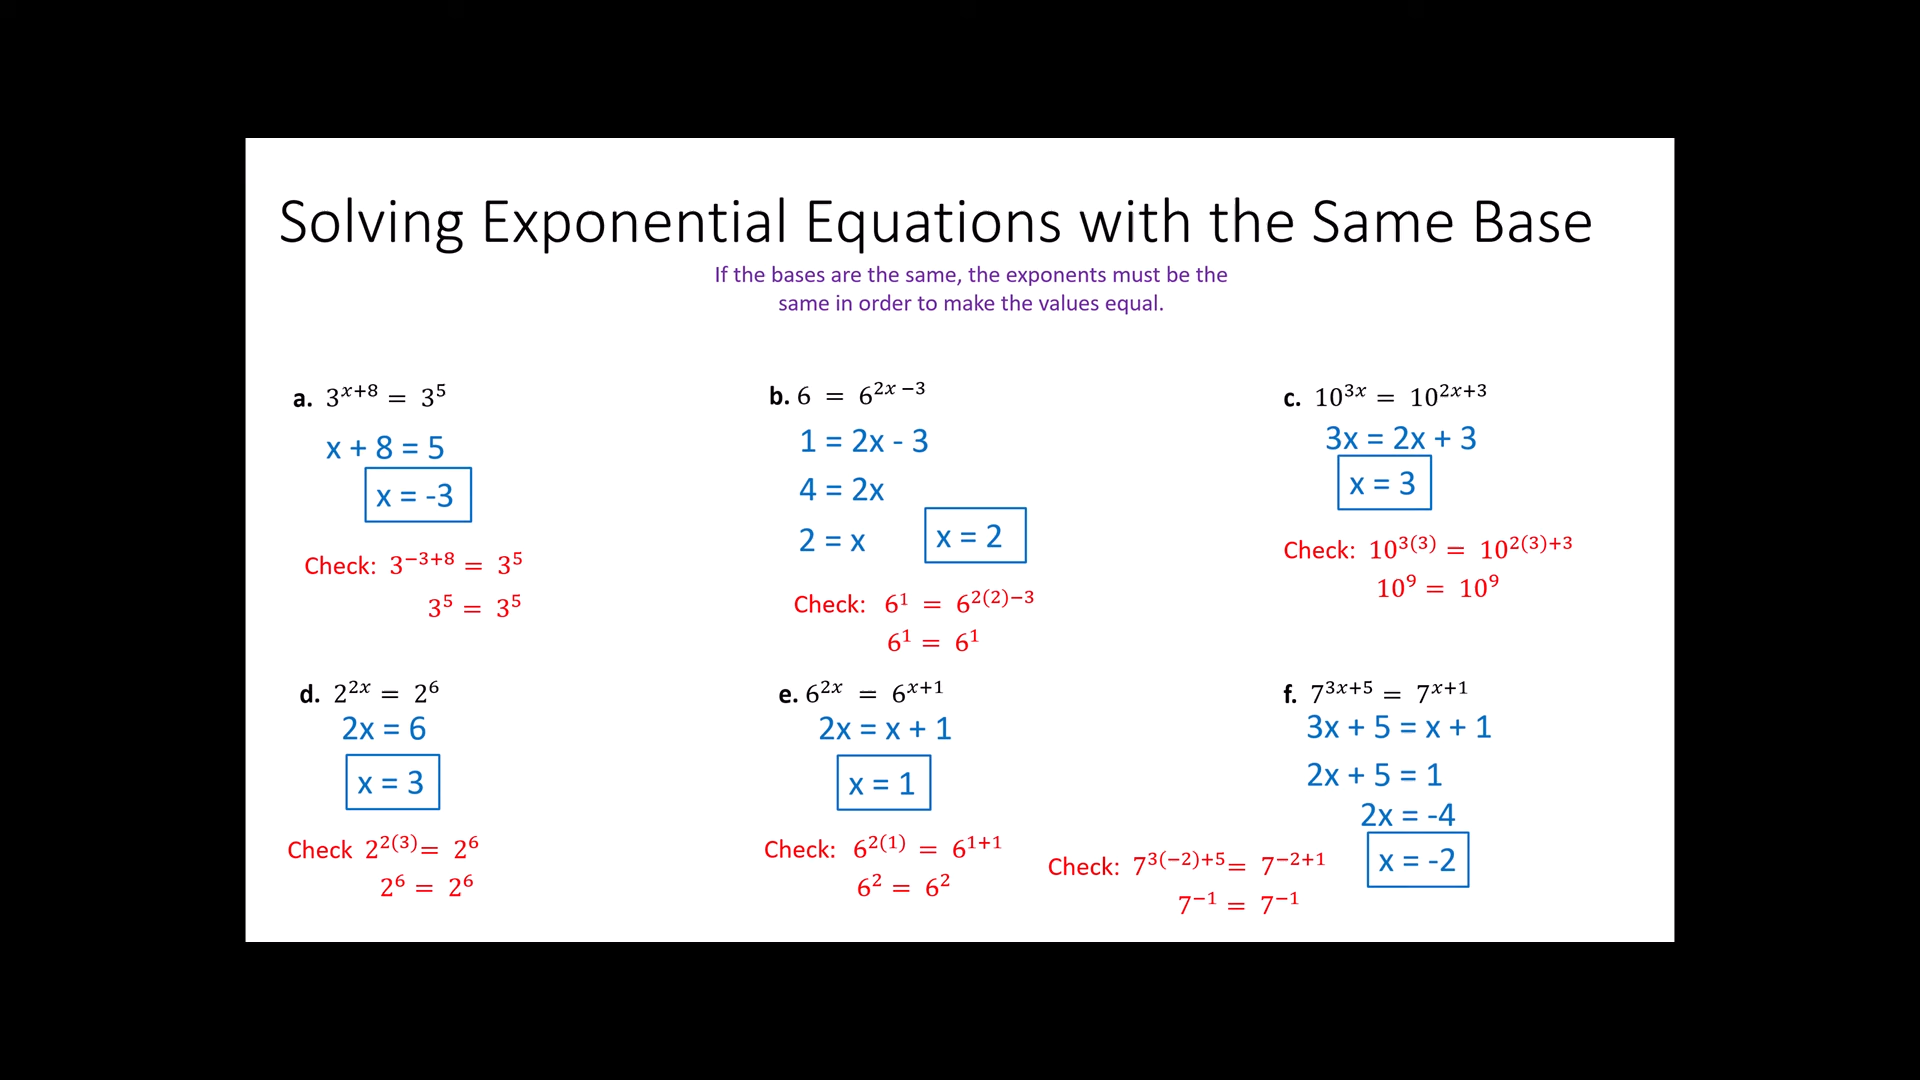 Solving Exponential Equations with the Same Base
If the bases are the same, the exponents must be the
same in order to make the values equal.
a. 3^{x+8} = 3^5
x + 8 = 5
x = -3
Check: 3^{-3+8} = 3^5
3^5 = 3^5
b. 6 = 6^{2x -3}
1 = 2x - 3
4 = 2x
2 = x
x = 2
Check: 6^1 = 6^{2(2)-3}
6^1 = 6^1
c. 10^{3x} = 10^{2x+3}
3x = 2x + 3
x = 3
Check: 10^{3(3)} = 10^{2(3)+3}
10^9 = 10^9
d. 2^{2x} = 2^6
2x = 6
x = 3
Check 2^{2(3)} = 2^6
2^6 = 2^6
e. 6^{2x} = 6^{x+1}
2x = x + 1
x = 1
Check: 6^{2(1)} = 6^{1+1}
6^2 = 6^2
f. 7^{3x+5} = 7^{x+1}
3x + 5 = x + 1
2x + 5 = 1
2x = -4
x = -2
Check: 7^{3(-2)+5} = 7^{-2+1}
7^{-1} = 7^{-1}